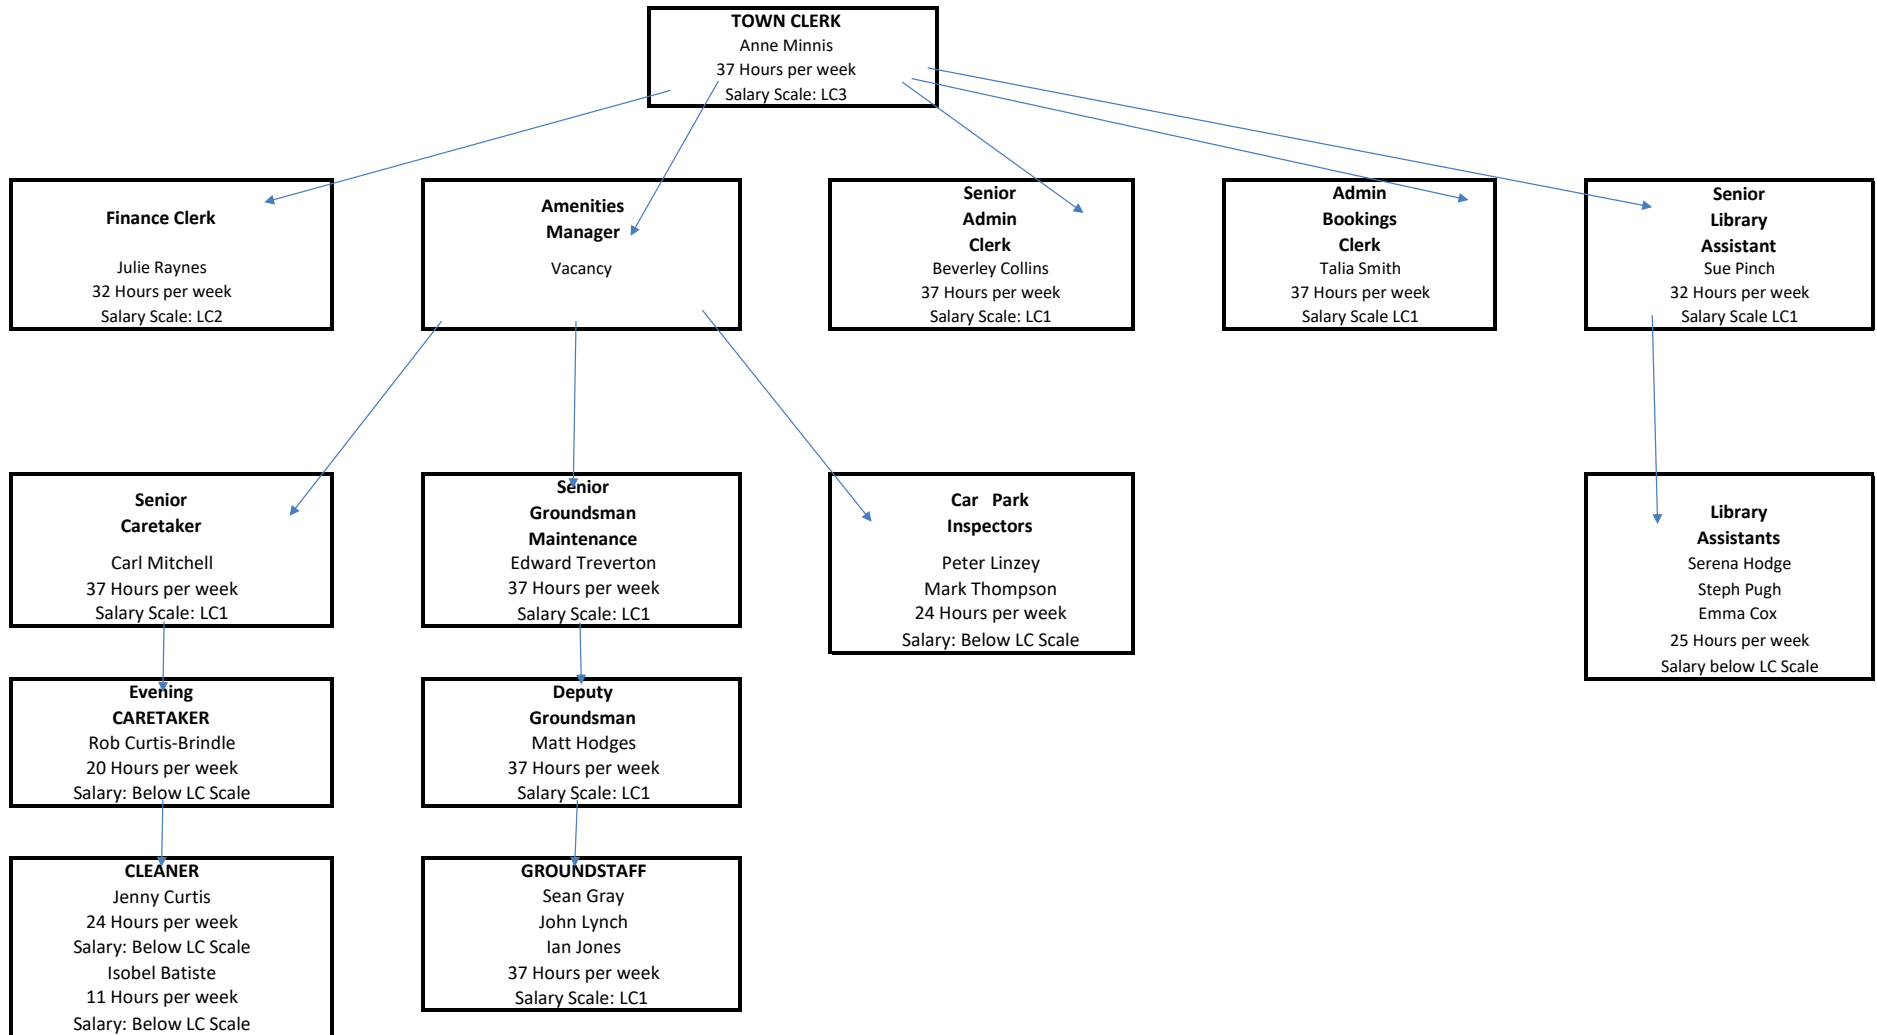 TOWN CLERK
Anne Minnis
37 Hours per week
Salary Scale: LC3
Finance Clerk
Julie Raynes
32 Hours per week
Salary Scale: LC2
Amenities
Manager
Vacancy
Senior
Admin
Clerk
Beverley Collins
37 Hours per week
Salary Scale: LC1
Admin
Bookings
Clerk
Talia Smith
37 Hours per week
Salary Scale LC1
Senior
Library
Assistant
Sue Pinch
32 Hours per week
Salary Scale LC1
Senior
Caretaker
Carl Mitchell
37 Hours per week
Salary Scale: LC1
Senior
Groundsman
Maintenance
Edward Treverton
37 Hours per week
Salary Scale: LC1
Car Park
Inspectors
Peter Linzey
Mark Thompson
24 Hours per week
Salary: Below LC Scale
Library
Assistants
Serena Hodge
Steph Pugh
Emma Cox
25 Hours per week
Salary below LC Scale
Evening
CARETAKER
Rob Curtis-Brindle
20 Hours per week
Salary: Below LC Scale
Deputy
Groundsman
Matt Hodges
37 Hours per week
Salary Scale: LC1
CLEANER
Jenny Curtis
24 Hours per week
Salary: Below LC Scale
Isobel Batiste
11 Hours per week
Salary: Below LC Scale
GROUNDSTAFF
Sean Gray
John Lynch
Ian Jones
37 Hours per week
Salary Scale: LC1